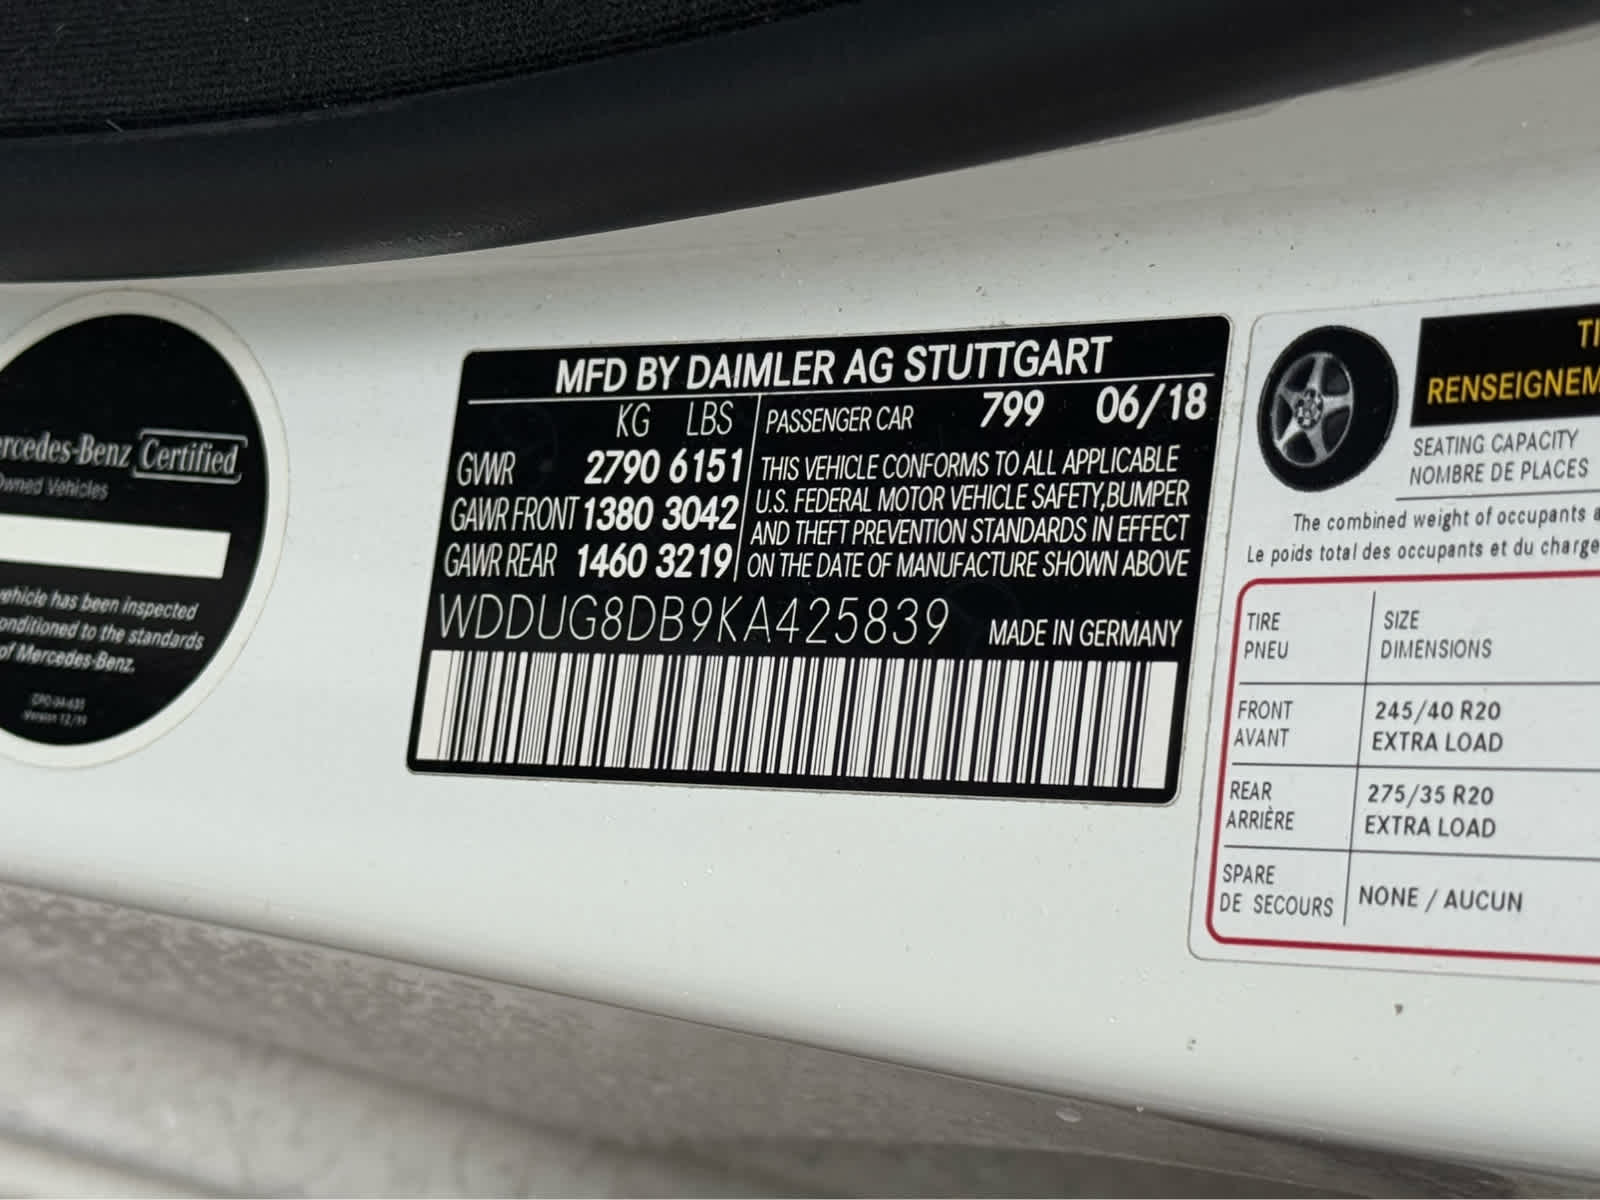 Mercedes-Benz Certified
Owned Vehicles
vehicle has been inspected
onditioned to the standards
of Mercedes-Benz.
Version 12/11
MFD BY DAIMLER AG STUTTGART
KG LBS PASSENGER CAR 799 06/18
GVWR 2790 6151
GAWR FRONT 1380 3042
GAWR REAR 1460 3219
THIS VEHICLE CONFORMS TO ALL APPLICABLE
U.S. FEDERAL MOTOR VEHICLE SAFETY,BUMPER
AND THEFT PREVENTION STANDARDS IN EFFECT
ON THE DATE OF MANUFACTURE SHOWN ABOVE
WDDUG8DB9KA425839 MADE IN GERMANY
TI
RENSEIGNEM
SEATING CAPACITY
NOMBRE DE PLACES
The combined weight of occupants a
Le poids total des occupants et du charge
TIRE SIZE
PNEU DIMENSIONS
FRONT 245/40 R20
AVANT EXTRA LOAD
REAR 275/35 R20
ARRIÈRE EXTRA LOAD
SPARE
DE SECOURS NONE / AUCUN